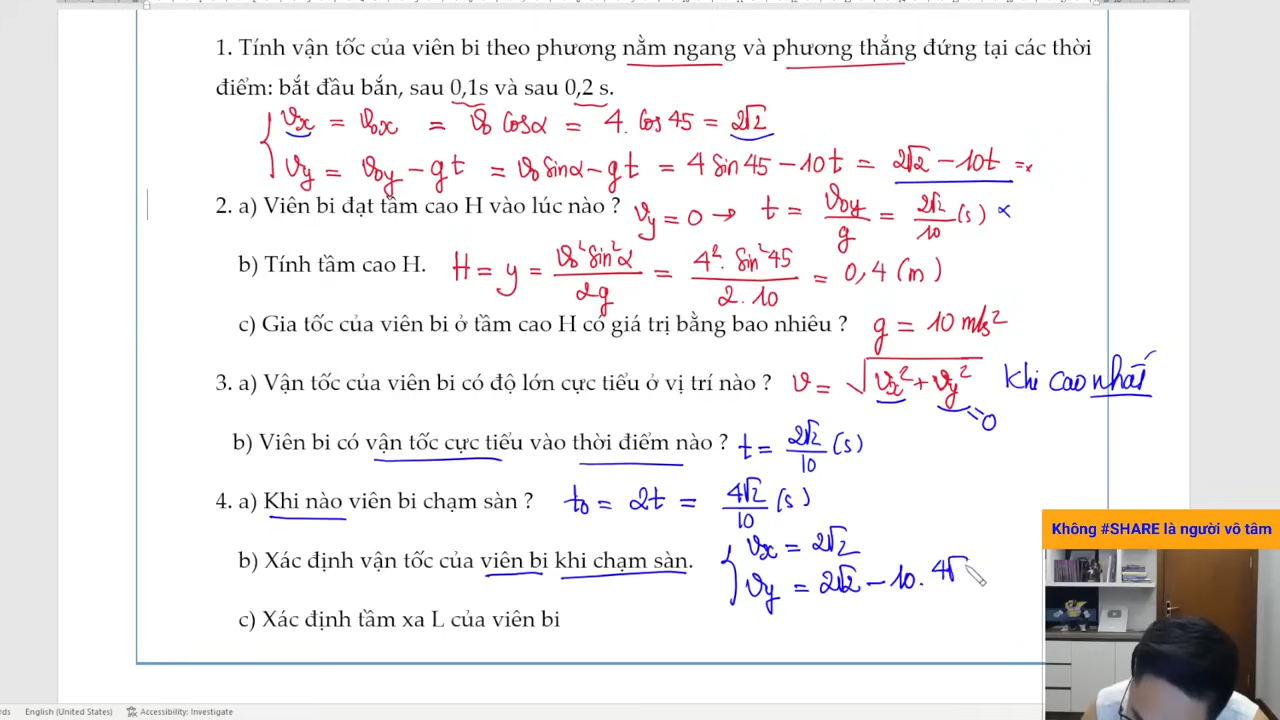 1. Tính vận tốc của viên bi theo phương nằm ngang và phương thẳng đứng tại các thời
điểm: bắt đầu bắn, sau 0,1s và sau 0,2 s.
vx = v0x = v0 cosα = 4. cos 45 = 2√2
vy = v0y − gt = v0 sinα − gt = 4 sin 45 − 10t = 2√2 − 10t =
2. a) Viên bi đạt tầm cao H vào lúc nào ? vy = 0 → t = v0y/g = 2√2/10 (s)
b) Tính tầm cao H. H = y = v0² sin²α / 2g = 4². sin² 45 / 2. 10 = 0,4 (m)
c) Gia tốc của viên bi ở tầm cao H có giá trị bằng bao nhiêu ? g = 10 m/s²
3. a) Vận tốc của viên bi có độ lớn cực tiểu ở vị trí nào ? v = √(vx² + vy²) Khi cao nhất
=0
b) Viên bi có vận tốc cực tiểu vào thời điểm nào ? t = 2√2/10 (s)
4. a) Khi nào viên bi chạm sàn ? t0 = 2t = 4√2/10 (s)
b) Xác định vận tốc của viên bi khi chạm sàn. vx = 2√2
vy = 2√2 − 10. 4√
c) Xác định tầm xa L của viên bi
Không #SHARE là người vô tâm
rds English (United States) Accessibility: Investigate